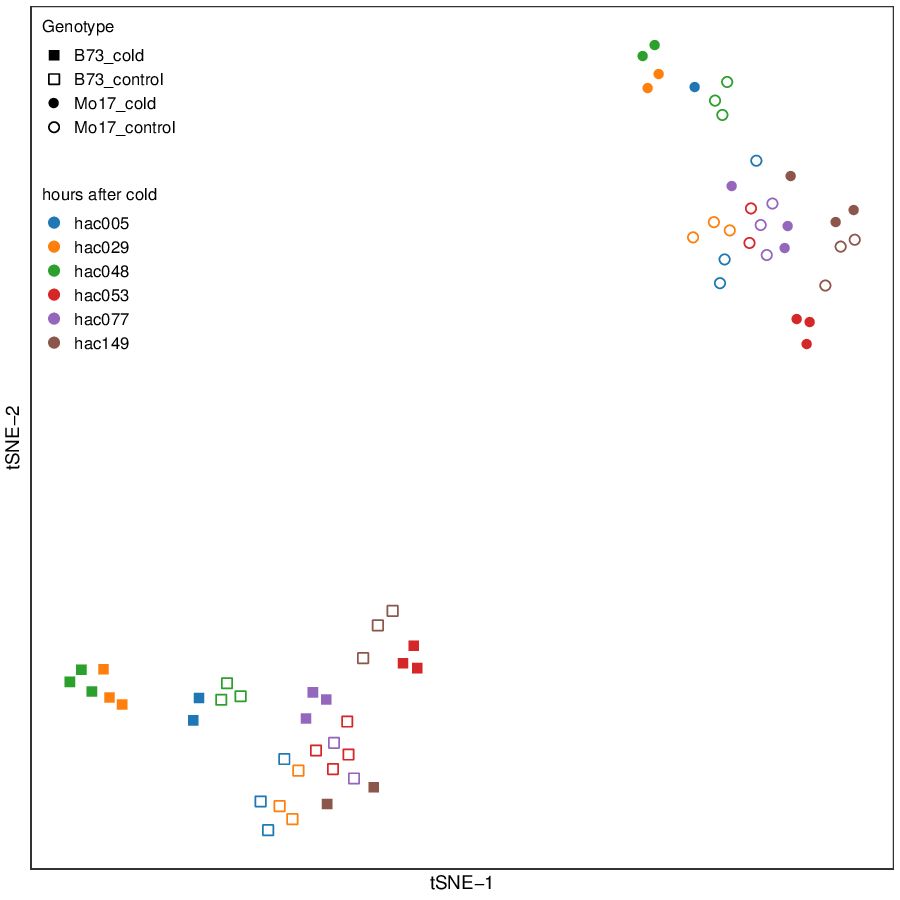 Genotype
B73_cold
B73_control
Mo17_cold
Mo17_control
hours after cold
hac005
hac029
hac048
hac053
hac077
hac149
tSNE−2
tSNE−1